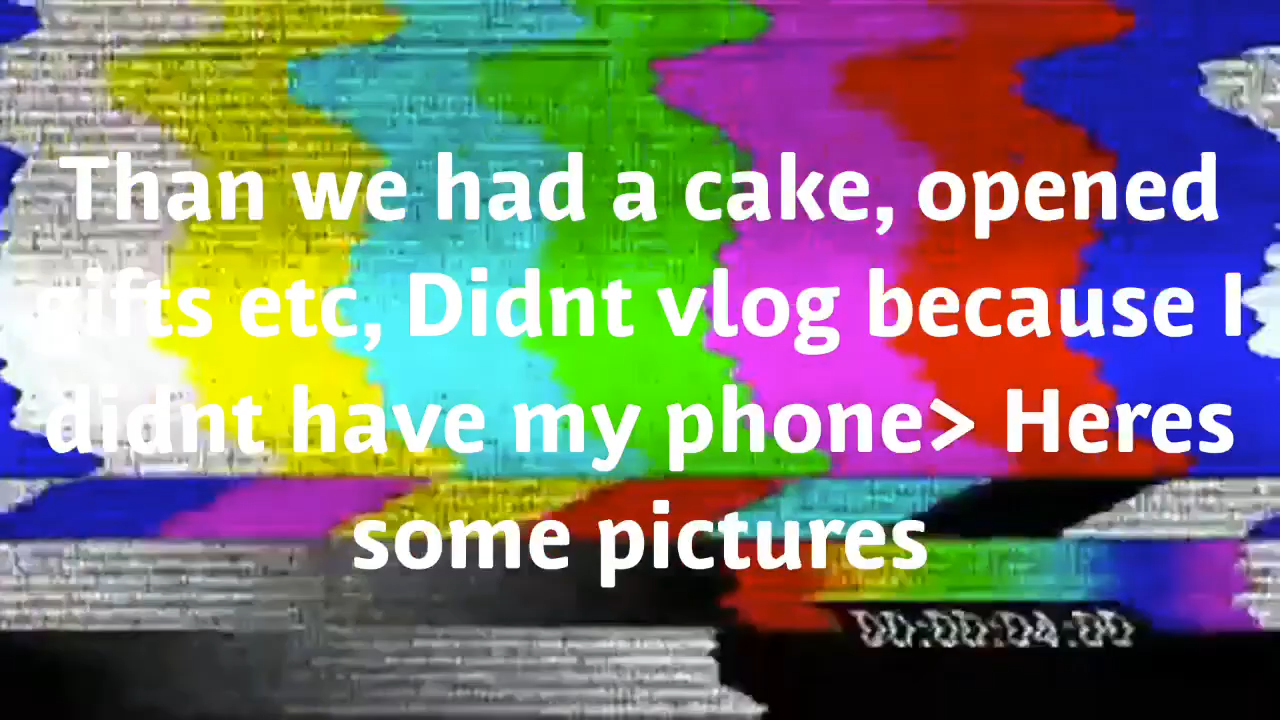 Than we had a cake, opened
gifts etc, Didnt vlog because I
didnt have my phone> Heres
some pictures
00:00:04:00